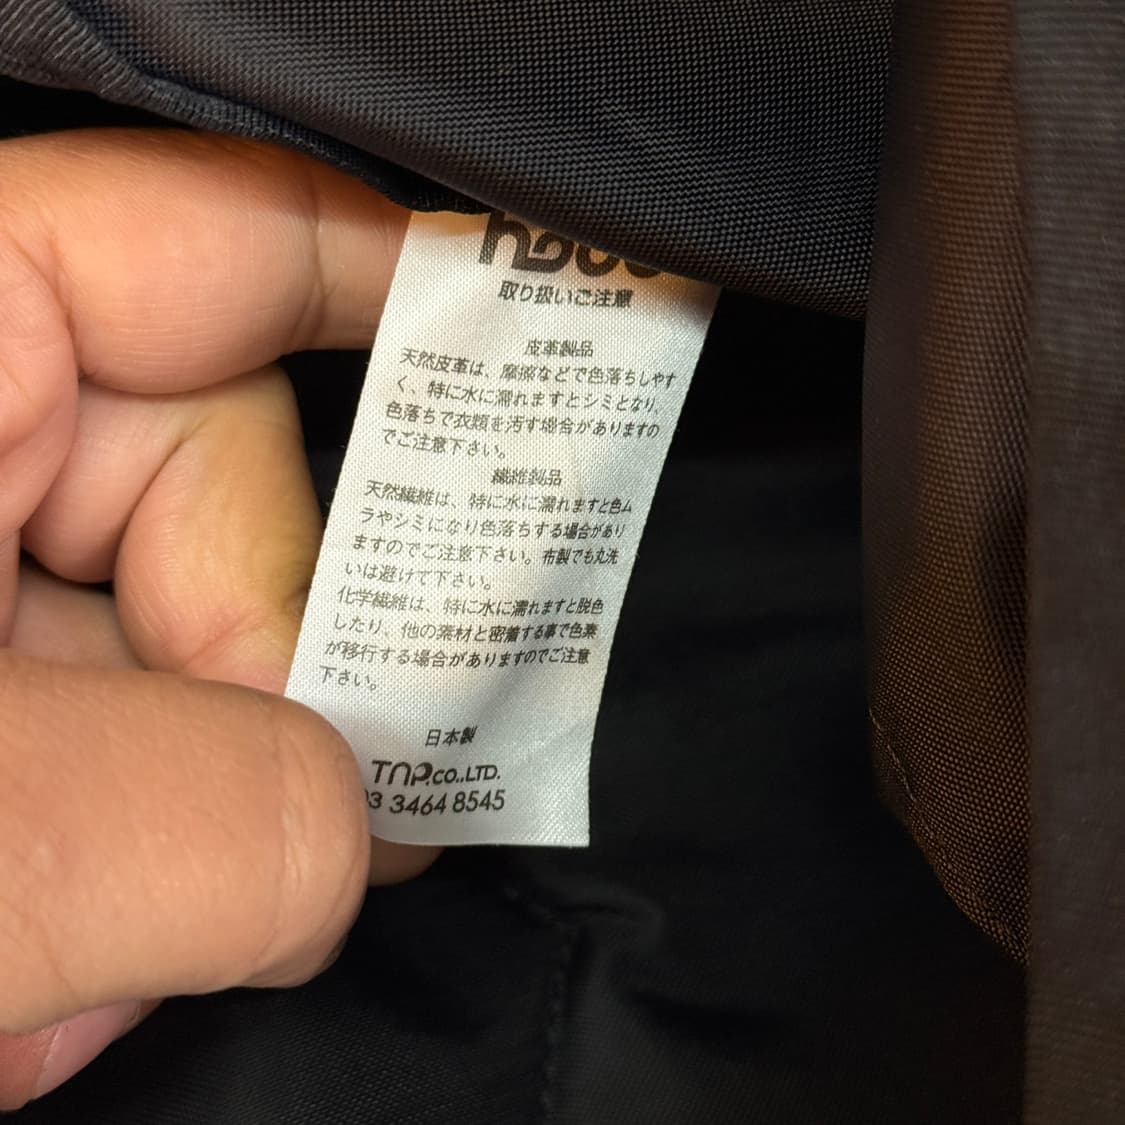 取り扱いご注意
皮革製品
天然皮革は、摩擦などで色落ちしやす
く、特に水に濡れますとシミとなり、
色落ちで衣類を汚す場合がありますの
でご注意下さい。
繊維製品
天然繊維は、特に水に濡れますと色ム
ラやシミになり色落ちする場合があり
ますのでご注意下さい。布製でも丸洗
いは避けて下さい。
化学繊維は、特に水に濡れますと脱色
したり、他の素材と密着する事で色素
が移行する場合がありますのでご注意
下さい。
日本製
TNP.CO.,LTD.
03 3464 8545